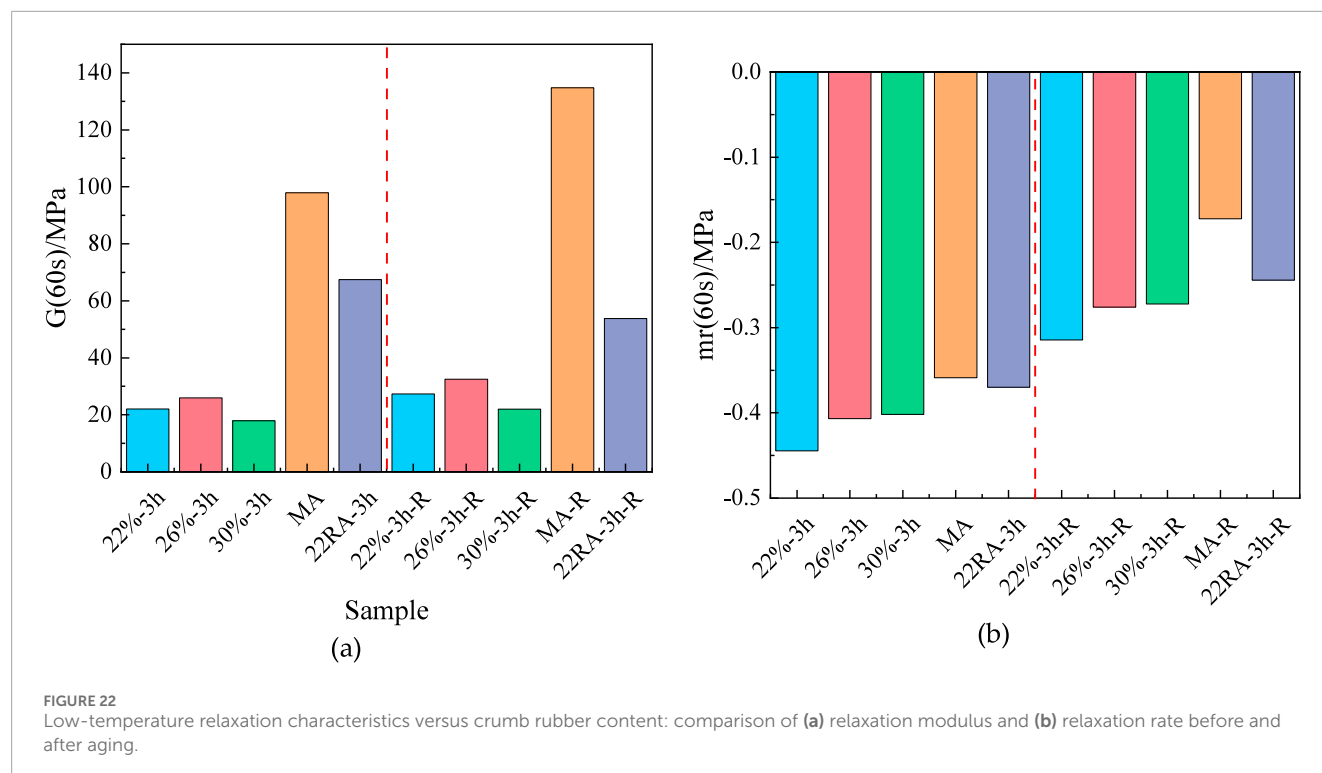 140
120
100
80
60
40
20
0
G(60s)/MPa
22%-3h
26%-3h
30%-3h
MA
22RA-3h
22%-3h-R
26%-3h-R
30%-3h-R
MA-R
22RA-3h-R
Sample
(a)
0.0
-0.1
-0.2
-0.3
-0.4
-0.5
mr(60s)/MPa
22%-3h
26%-3h
30%-3h
MA
22RA-3h
22%-3h-R
26%-3h-R
30%-3h-R
MA-R
22RA-3h-R
(b)
FIGURE 22
Low-temperature relaxation characteristics versus crumb rubber content: comparison of (a) relaxation modulus and (b) relaxation rate before and
after aging.